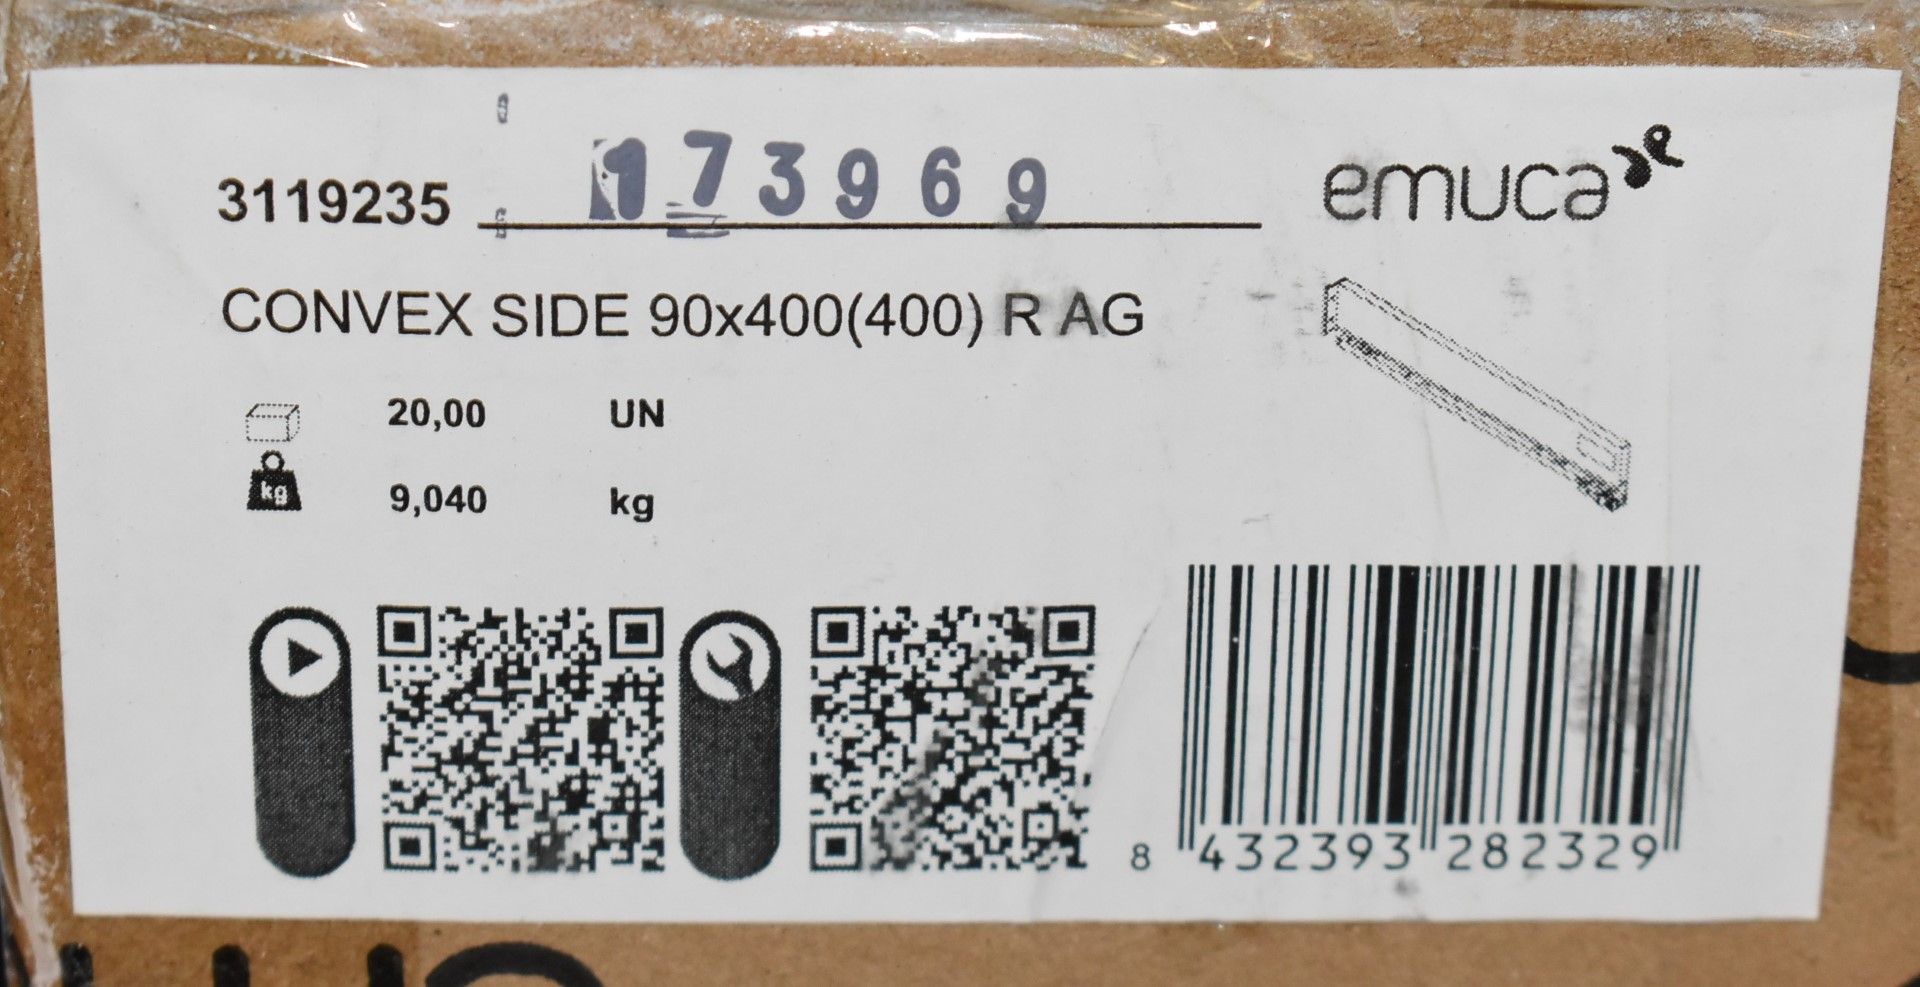 3119235 173969 emuca
CONVEX SIDE 90x400(400) R AG
20,00 UN
kg 9,040 kg
8 432393 282329